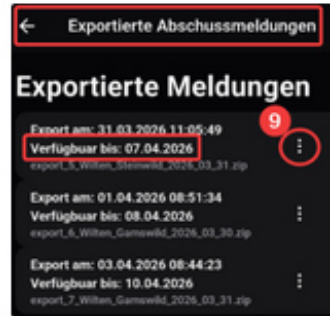 ← Exportierte Abschussmeldungen
Exportierte Meldungen
9
Export am: 31.03.2026 11:05:49
Verfügbar bis: 07.04.2026
export_5_Wilten_Steinwild_2026_03_31.zip
Export am: 01.04.2026 08:51:34
Verfügbar bis: 08.04.2026
export_6_Wilten_Gamswild_2026_03_30.zip
Export am: 03.04.2026 08:44:23
Verfügbar bis: 10.04.2026
export_7_Wilten_Gamswild_2026_03_31.zip